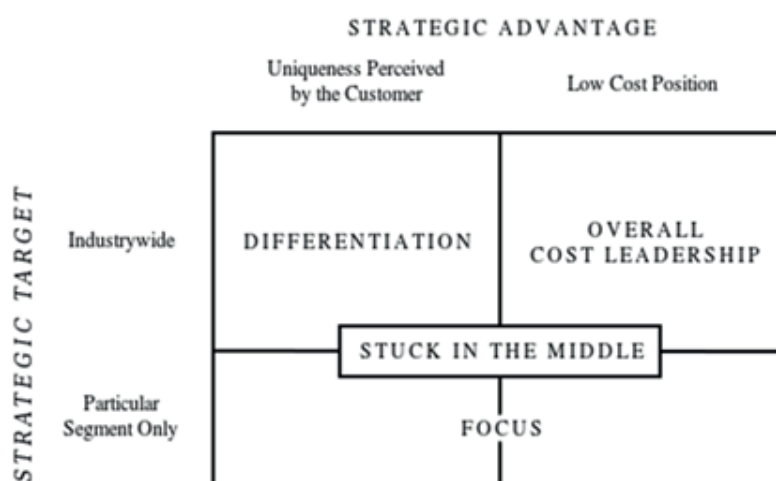 STRATEGIC ADVANTAGE
Uniqueness Perceived
by the Customer
Low Cost Position
STRATEGIC TARGET
Industrywide
DIFFERENTIATION
OVERALL
COST LEADERSHIP
STUCK IN THE MIDDLE
Particular
Segment Only
FOCUS